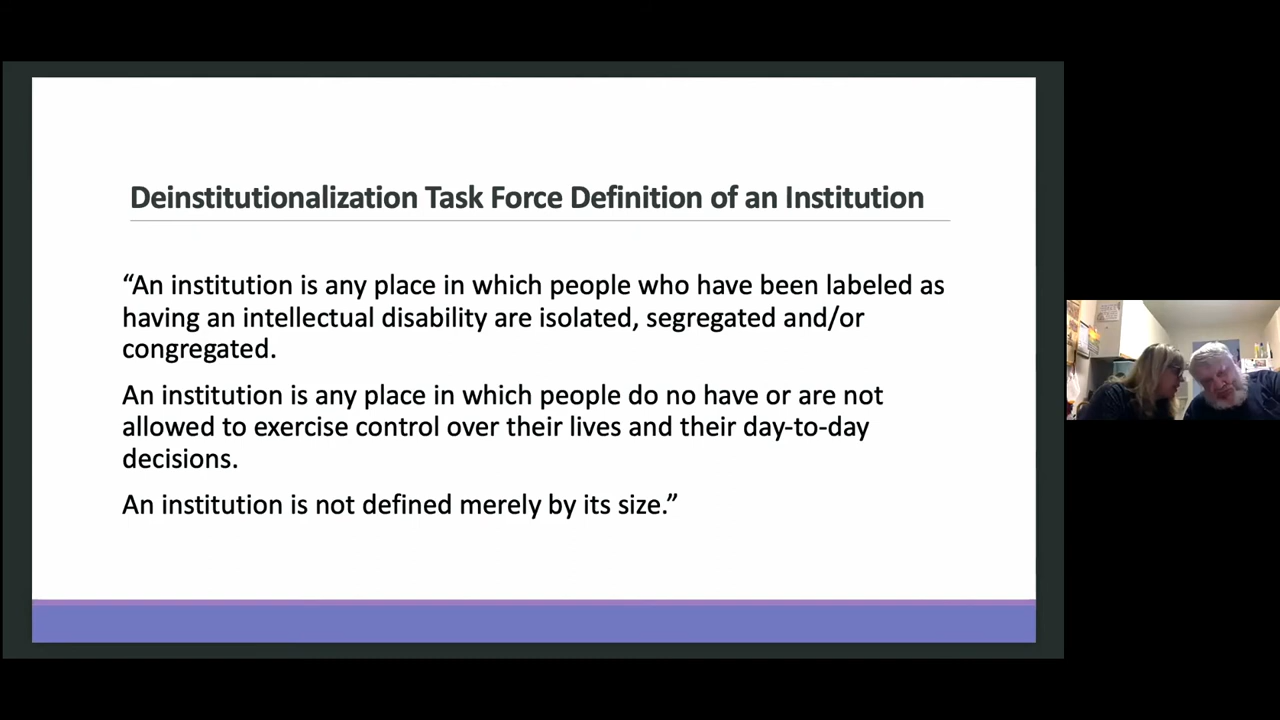 Deinstitutionalization Task Force Definition of an Institution
“An institution is any place in which people who have been labeled as
having an intellectual disability are isolated, segregated and/or
congregated.
An institution is any place in which people do no have or are not
allowed to exercise control over their lives and their day-to-day
decisions.
An institution is not defined merely by its size.”